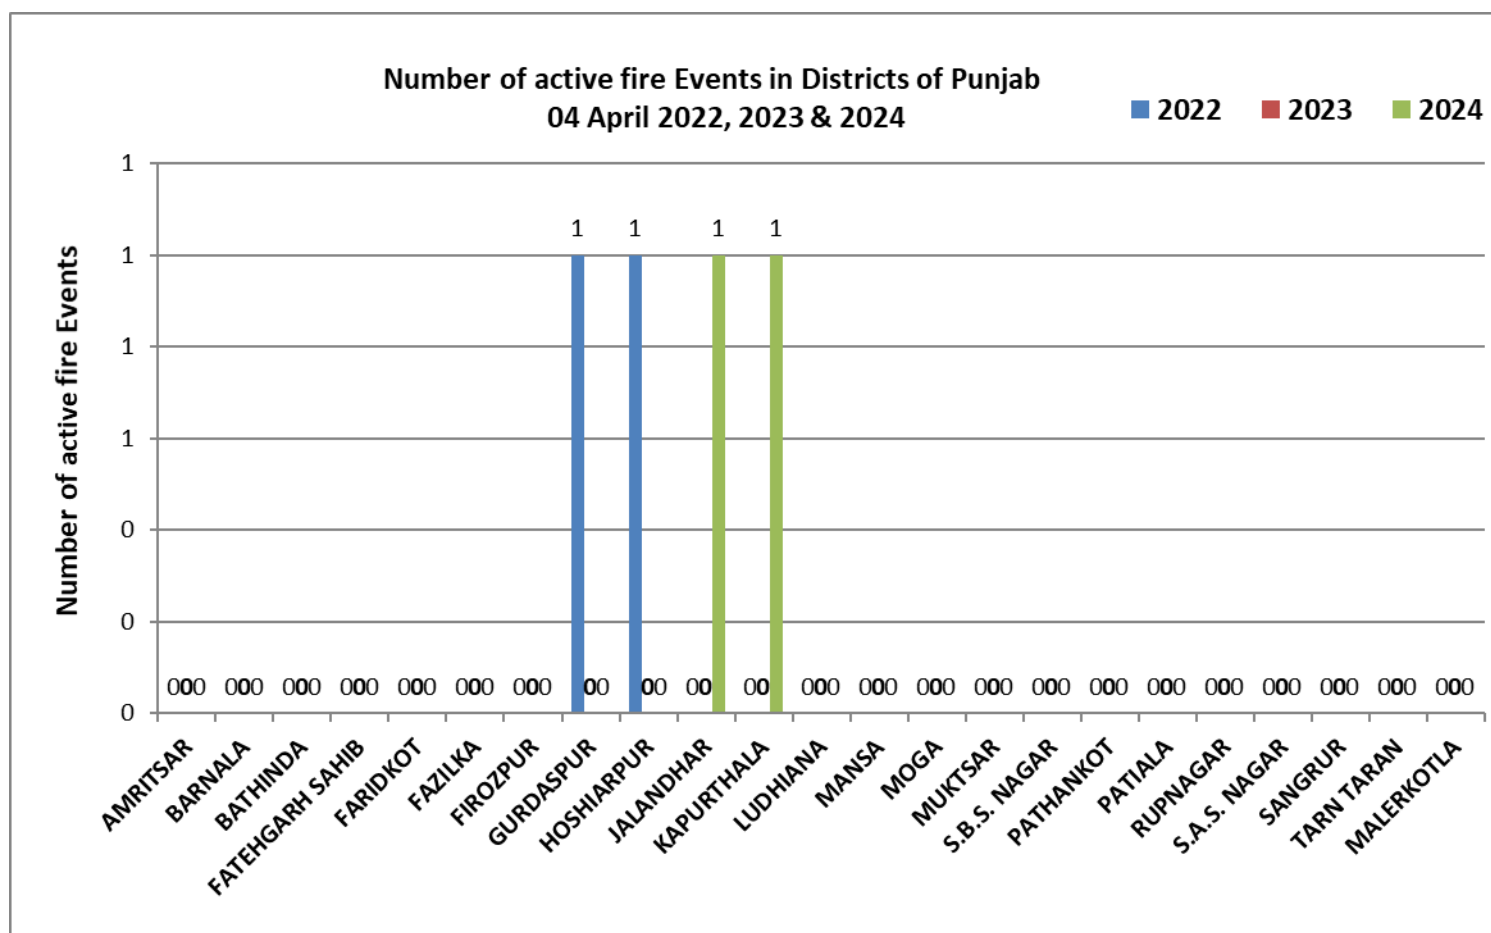 Number of active fire Events in Districts of Punjab
04 April 2022, 2023 & 2024
2022
2023
2024
Number of active fire Events
1
1
1
1
0
0
0
1
1
1
1
000
000
000
000
000
000
000
00
00
00
00
000
000
000
000
000
000
000
000
000
000
000
000
AMRITSAR
BARNALA
BATHINDA
FATEHGARH SAHIB
FARIDKOT
FAZILKA
FIROZPUR
GURDASPUR
HOSHIARPUR
JALANDHAR
KAPURTHALA
LUDHIANA
MANSA
MOGA
MUKTSAR
S.B.S. NAGAR
PATHANKOT
PATIALA
RUPNAGAR
S.A.S. NAGAR
SANGRUR
TARN TARAN
MALERKOTLA